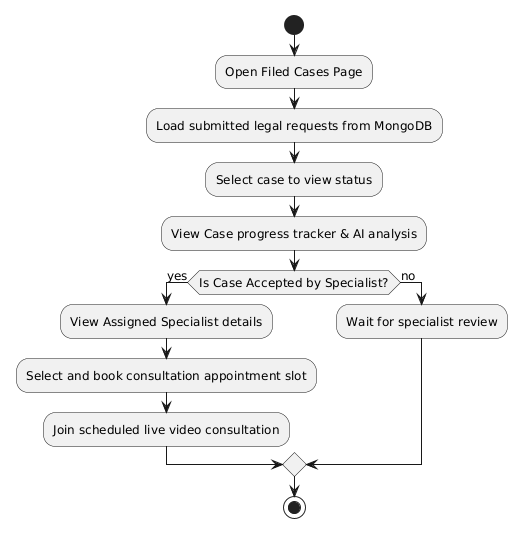 Open Filed Cases Page
Load submitted legal requests from MongoDB
Select case to view status
View Case progress tracker & AI analysis
yes
Is Case Accepted by Specialist?
no
View Assigned Specialist details
Wait for specialist review
Select and book consultation appointment slot
Join scheduled live video consultation